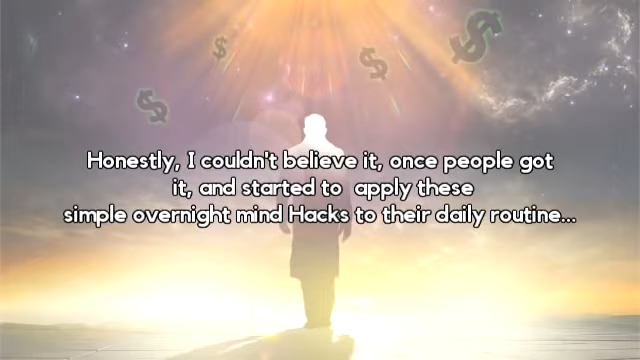 Honestly, I couldn't believe it, once people got
it, and started to  apply these
simple overnight mind Hacks to their daily routine...